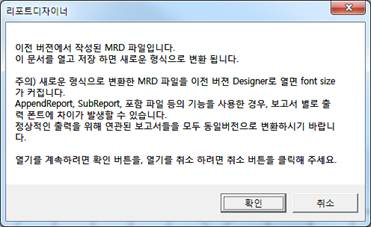 리포트디자이너
이전 버젼에서 작성된 MRD 파일입니다.
이 문서를 열고 저장 하면 새로운 형식으로 변환 됩니다.
주의) 새로운 형식으로 변환한 MRD 파일을 이전 버젼 Designer로 열면 font size
가 커집니다.
AppendReport, SubReport, 포함 파일 등의 기능을 사용한 경우, 보고서 별로 출
력 폰트에 차이가 발생할 수 있습니다.
정상적인 출력을 위해 연관된 보고서들을 모두 동일버전으로 변환하시기 바랍니
다.
열기를 계속하려면 확인 버튼을, 열기를 취소 하려면 취소 버튼을 클릭해 주세요.
확인
취소